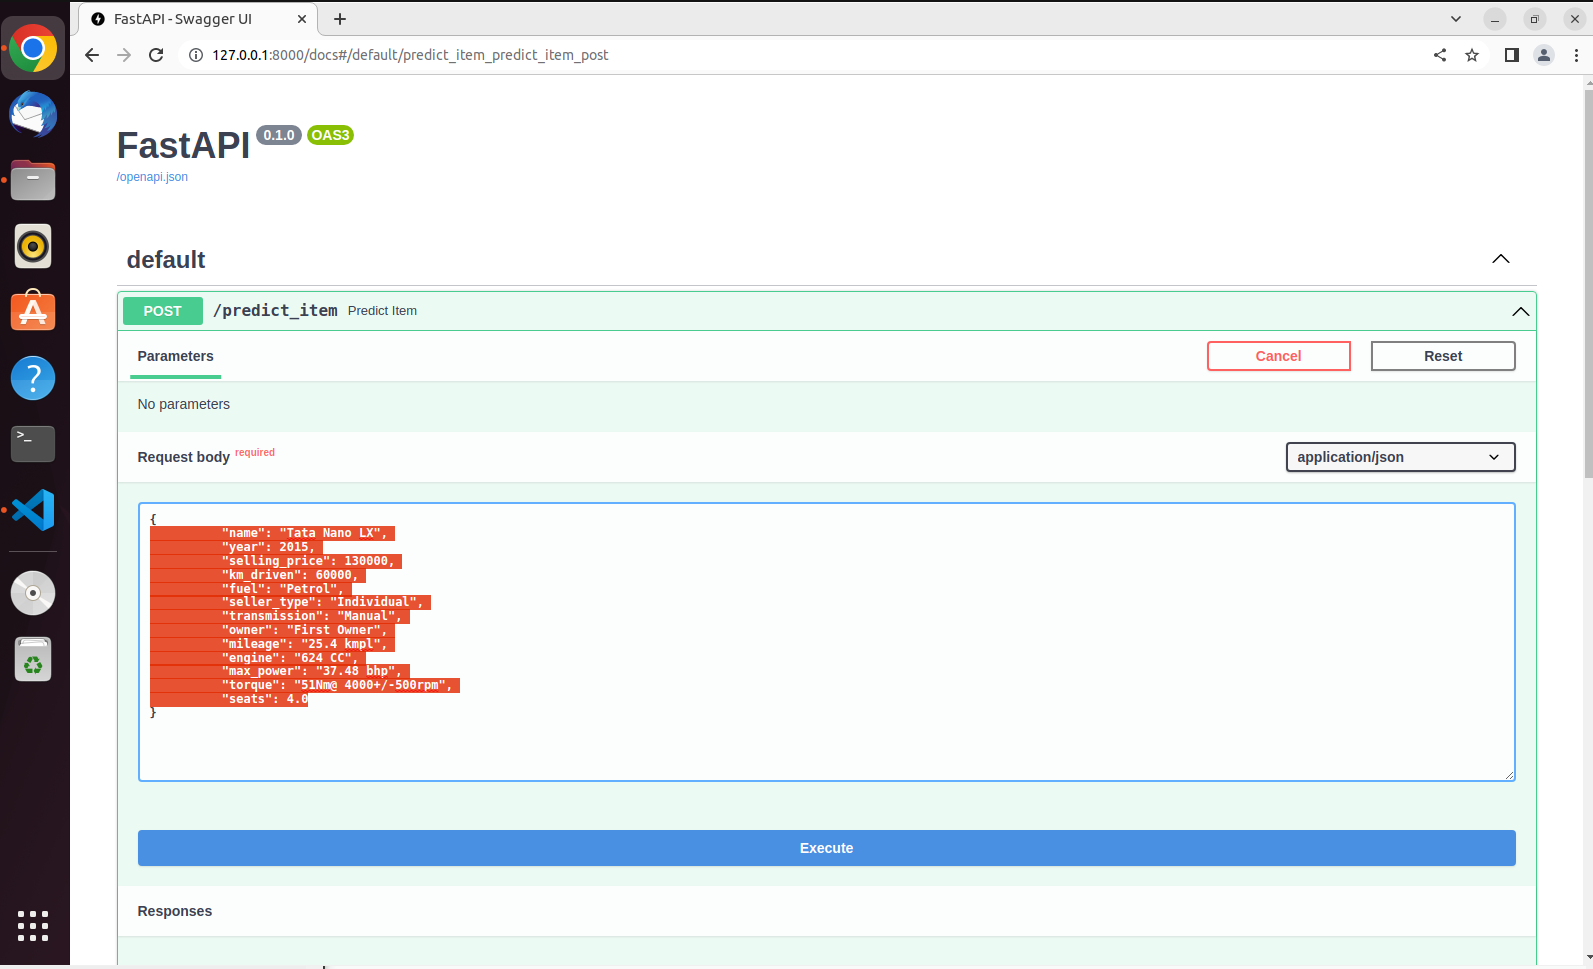 FastAPI - Swagger UI
127.0.0.1:8000/docs#/default/predict_item_predict_item_post
FastAPI 0.1.0 OAS3
/openapi.json
default
POST /predict_item Predict Item
Parameters Cancel Reset
No parameters
Request body required application/json
{
"name": "Tata Nano LX",
"year": 2015,
"selling_price": 130000,
"km_driven": 60000,
"fuel": "Petrol",
"seller_type": "Individual",
"transmission": "Manual",
"owner": "First Owner",
"mileage": "25.4 kmpl",
"engine": "624 CC",
"max_power": "37.48 bhp",
"torque": "51Nm@ 4000+/-500rpm",
"seats": 4.0
}
Execute
Responses